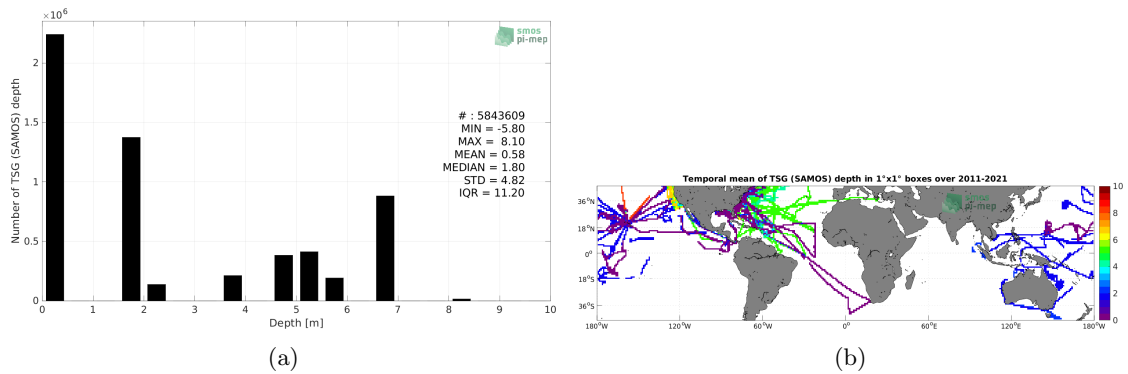 ×10⁶
smos
pi-mep
2
1.5
1
0.5
0
Number of TSG (SAMOS) depth
# : 5843609
MIN = -5.80
MAX = 8.10
MEAN = 0.58
MEDIAN = 1.80
STD = 4.82
IQR = 11.20
0 1 2 3 4 5 6 7 8 9 10
Depth [m]
(a)
Temporal mean of TSG (SAMOS) depth in 1°x1° boxes over 2011-2021
smos
pi-mep
36°N
18°N
0°
18°S
36°S
180°W 120°W 60°W 0° 60°E 120°E 180°E
10
8
6
4
2
0
(b)